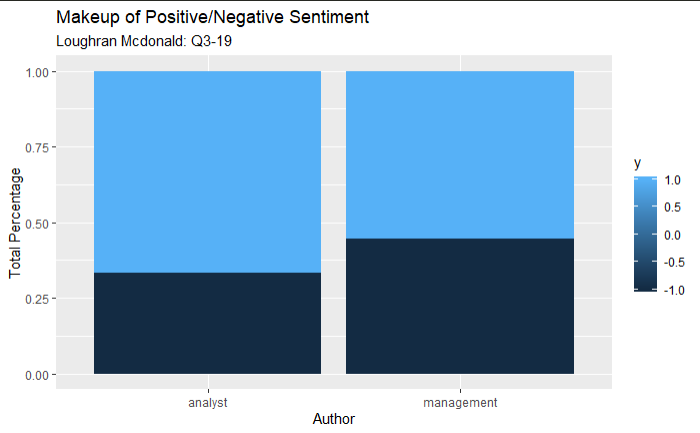 Makeup of Positive/Negative Sentiment
Loughran Mcdonald: Q3-19
Total Percentage
1.00
0.75
0.50
0.25
0.00
analyst
management
Author
y
1.0
0.5
0.0
-0.5
-1.0